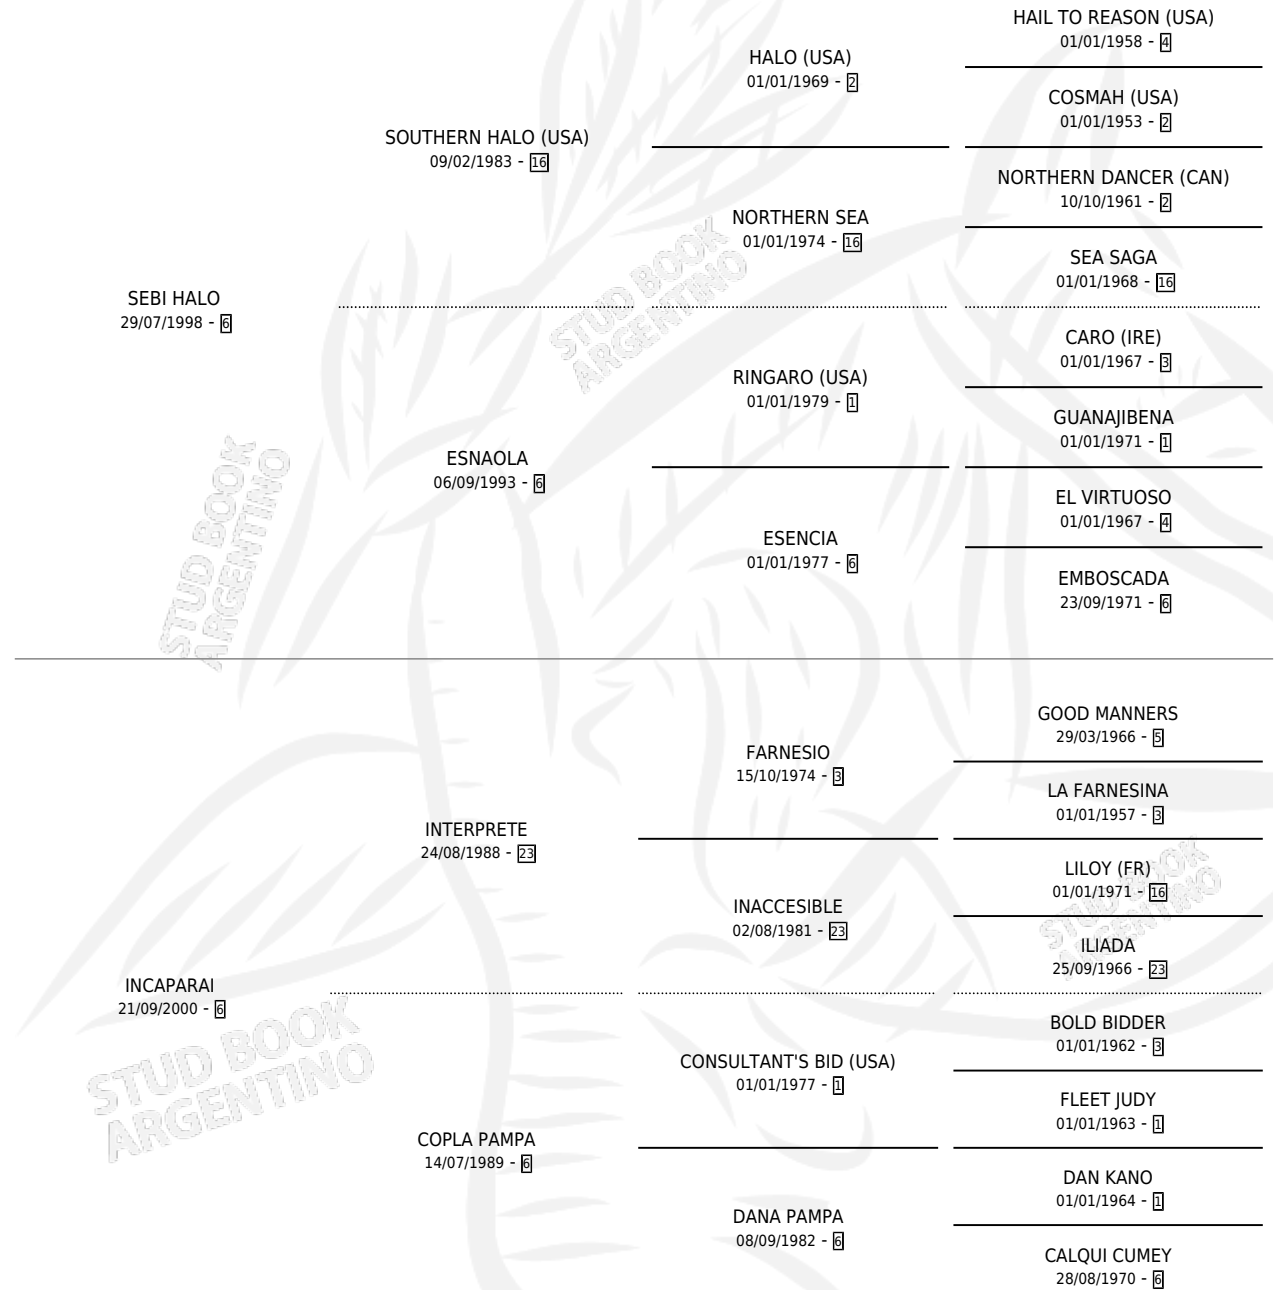 HAIL TO REASON (USA)
01/01/1958 - 4
HALO (USA)
01/01/1969 - 2
COSMAH (USA)
01/01/1953 - 2
SOUTHERN HALO (USA)
09/02/1983 - 16
NORTHERN DANCER (CAN)
10/10/1961 - 2
NORTHERN SEA
01/01/1974 - 16
SEA SAGA
01/01/1968 - 16
SEBI HALO
29/07/1998 - 6
CARO (IRE)
01/01/1967 - 3
RINGARO (USA)
01/01/1979 - 1
GUANAJIBENA
01/01/1971 - 1
ESNAOLA
06/09/1993 - 6
EL VIRTUOSO
01/01/1967 - 4
ESENCIA
01/01/1977 - 6
EMBOSCADA
23/09/1971 - 6
GOOD MANNERS
29/03/1966 - 5
FARNESIO
15/10/1974 - 3
LA FARNESINA
01/01/1957 - 3
INTERPRETE
24/08/1988 - 23
LILOY (FR)
01/01/1971 - 16
INACCESIBLE
02/08/1981 - 23
ILIADA
25/09/1966 - 23
INCAPARAI
21/09/2000 - 6
BOLD BIDDER
01/01/1962 - 3
CONSULTANT'S BID (USA)
01/01/1977 - 1
FLEET JUDY
01/01/1963 - 1
COPLA PAMPA
14/07/1989 - 6
DAN KANO
01/01/1964 - 1
DANA PAMPA
08/09/1982 - 6
CALQUI CUMEY
28/08/1970 - 6
STUD BOOK
ARGENTINO
STUD BOOK
ARGENTINO
STUD BOOK
ARGENTINO
STUD BOOK
ARGENTINO